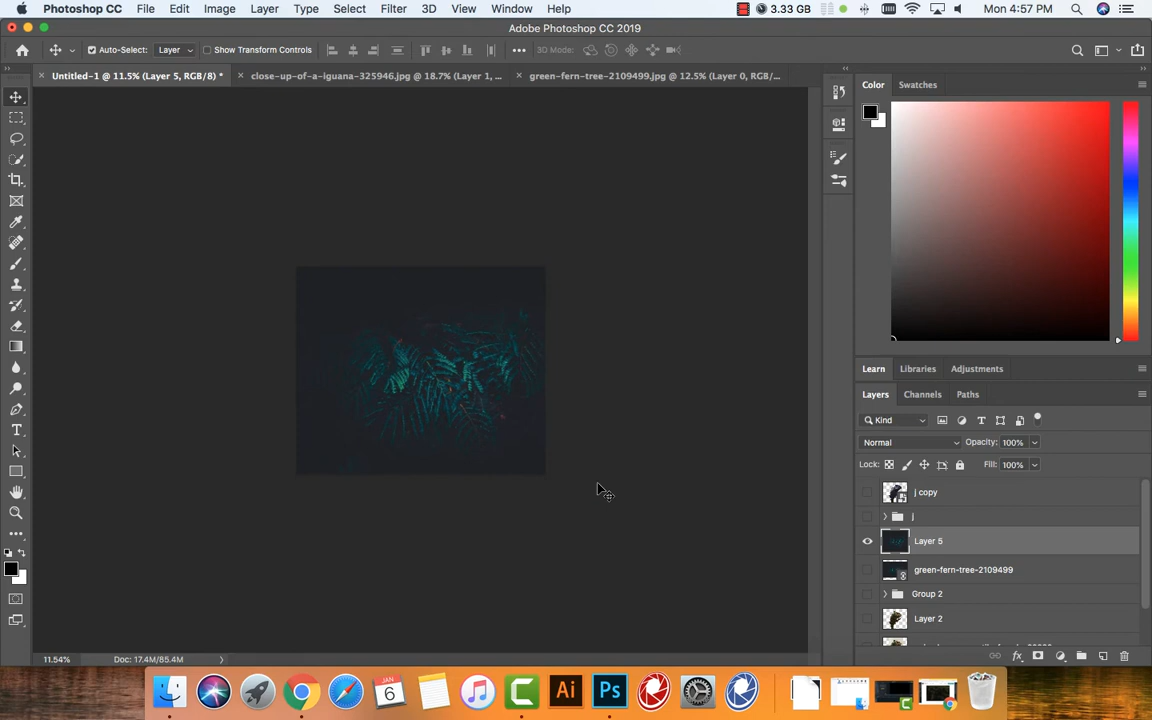 Photoshop CC File Edit Image Layer Type Select Filter 3D View Window Help 3.33 GB Mon 4:57 PM
Adobe Photoshop CC 2019
Auto-Select: Layer Show Transform Controls 3D Mode:
Untitled-1 @ 11.5% (Layer 5, RGB/8) * close-up-of-a-iguana-325946.jpg @ 18.7% (Layer 1, ... green-fern-tree-2109499.jpg @ 12.5% (Layer 0, RGB/...
Color Swatches
Learn Libraries Adjustments
Layers Channels Paths
Kind
Normal Opacity: 100%
Lock: Fill: 100%
j copy
j
Layer 5
green-fern-tree-2109499
Group 2
Layer 2
11.54% Doc: 17.4M/85.4M
JAN
6
Ai Ps